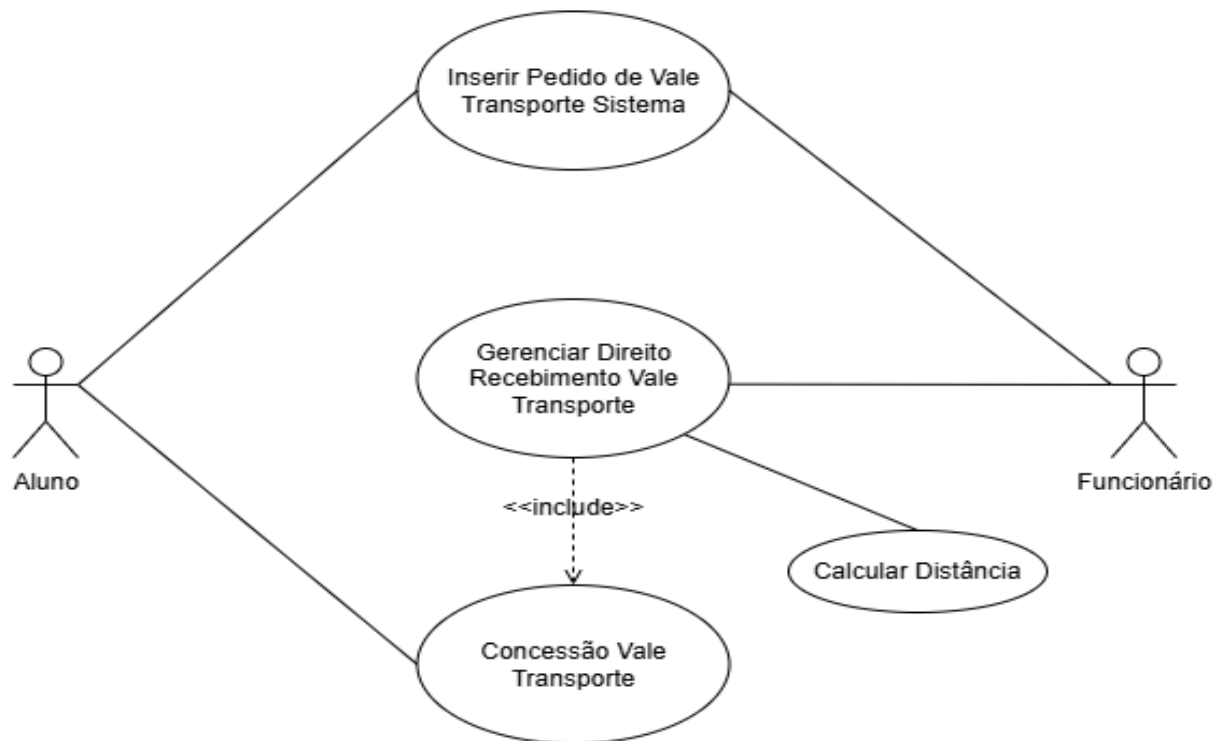 Inserir Pedido de Vale
Transporte Sistema
Gerenciar Direito
Recebimento Vale
Transporte
Aluno
Funcionário
<<include>>
Calcular Distância
Concessão Vale
Transporte